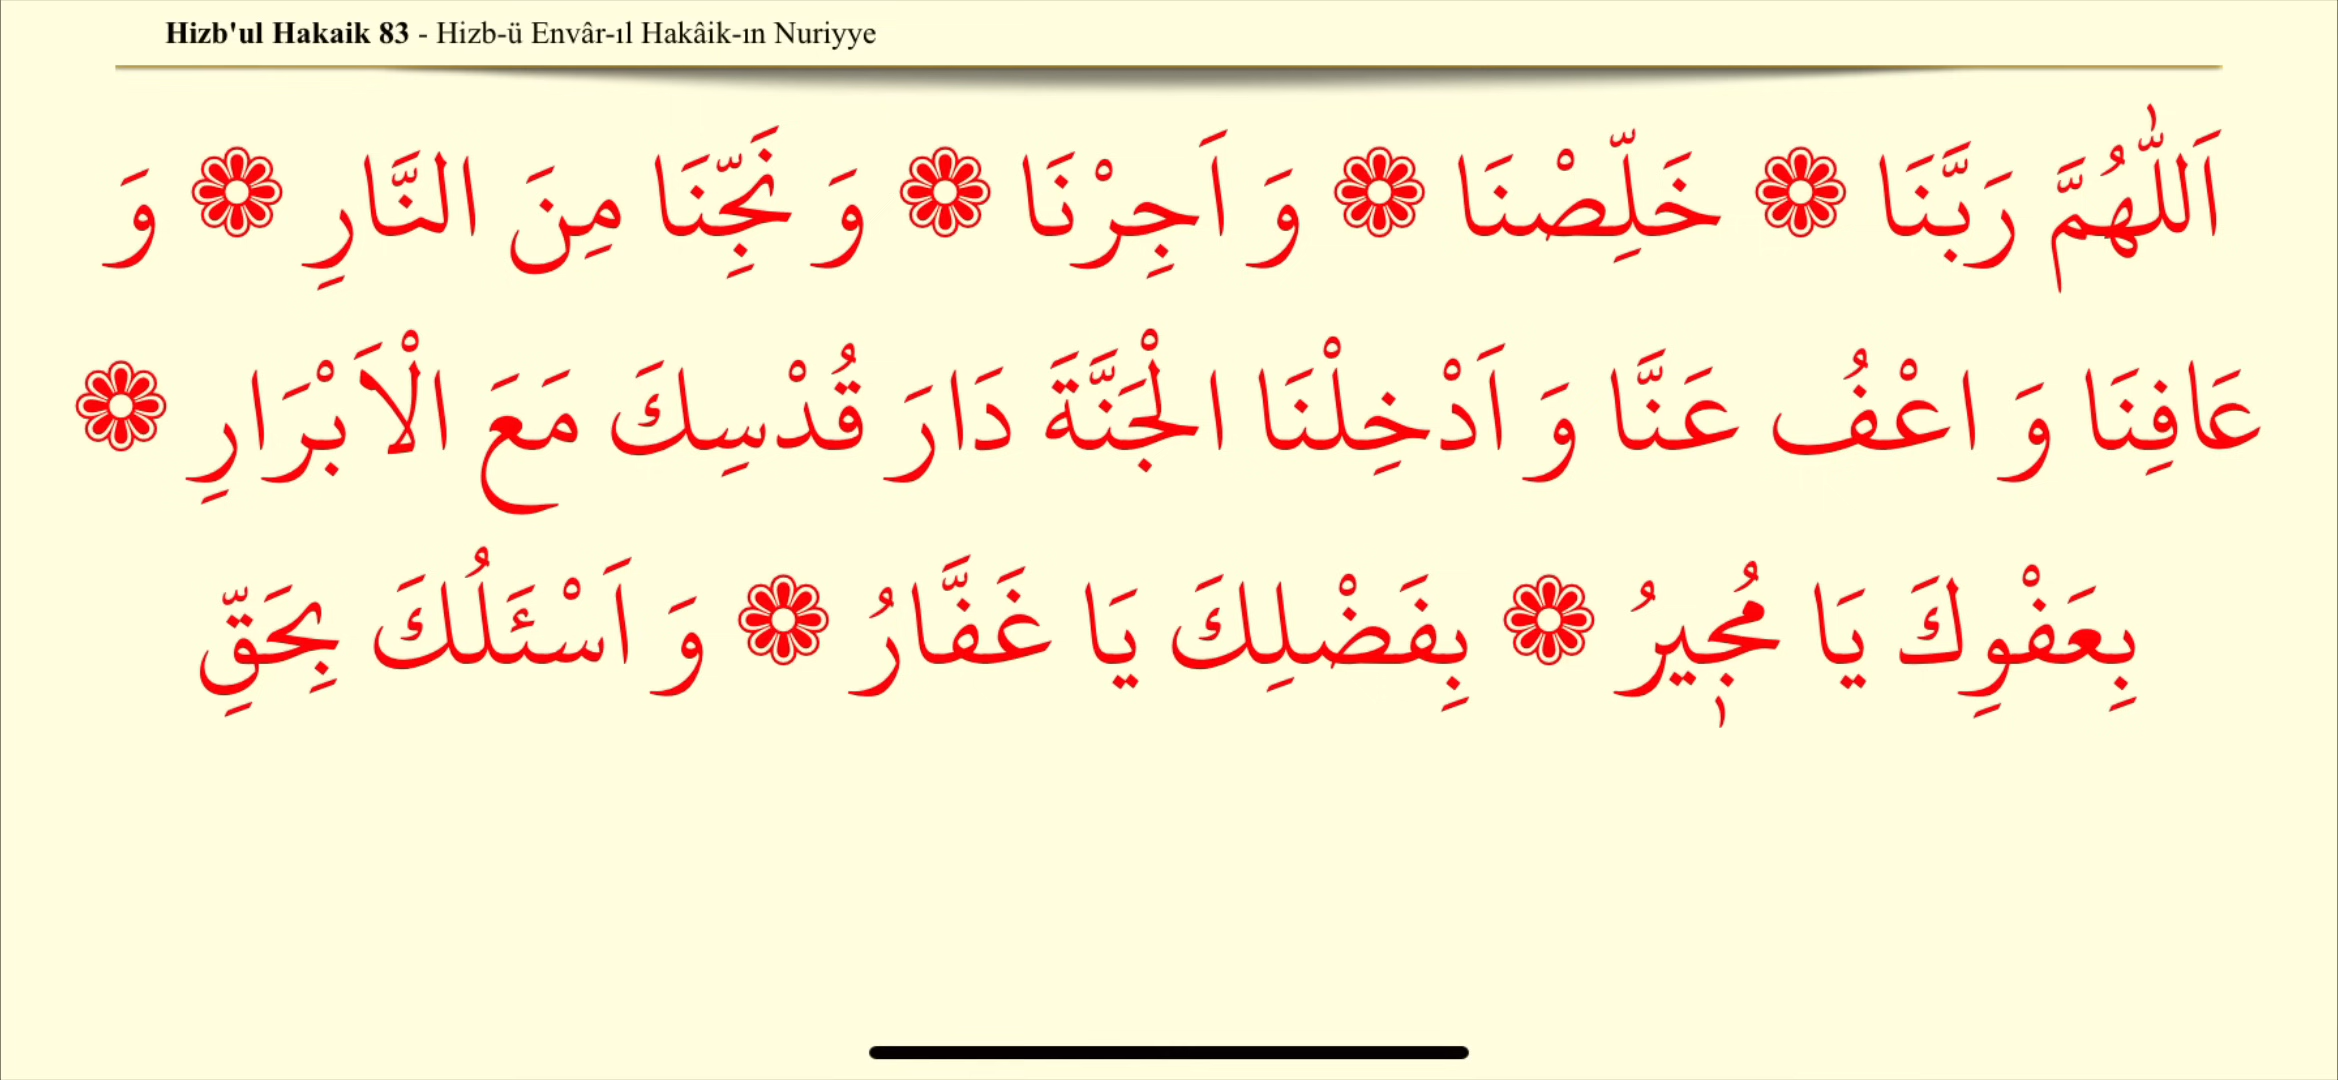 Hizb'ul Hakaik 83 - Hizb-ü Envâr-ıl Hakâik-ın Nuriyye
اَللّٰهُمَّ رَبَّنَا ❁ خَلِّصْنَا ❁ وَ اَجِرْنَا ❁ وَ نَجِّنَا مِنَ النَّارِ ❁ وَ
عَافِنَا وَ اعْفُ عَنَّا وَ اَدْخِلْنَا الْجَنَّةَ دَارَ قُدْسِكَ مَعَ الْاَبْرَارِ ❁
بِعَفْوِكَ يَا مُجٖيرُ ❁ بِفَضْلِكَ يَا غَفَّارُ ❁ وَ اَسْئَلُكَ بِحَقِّ